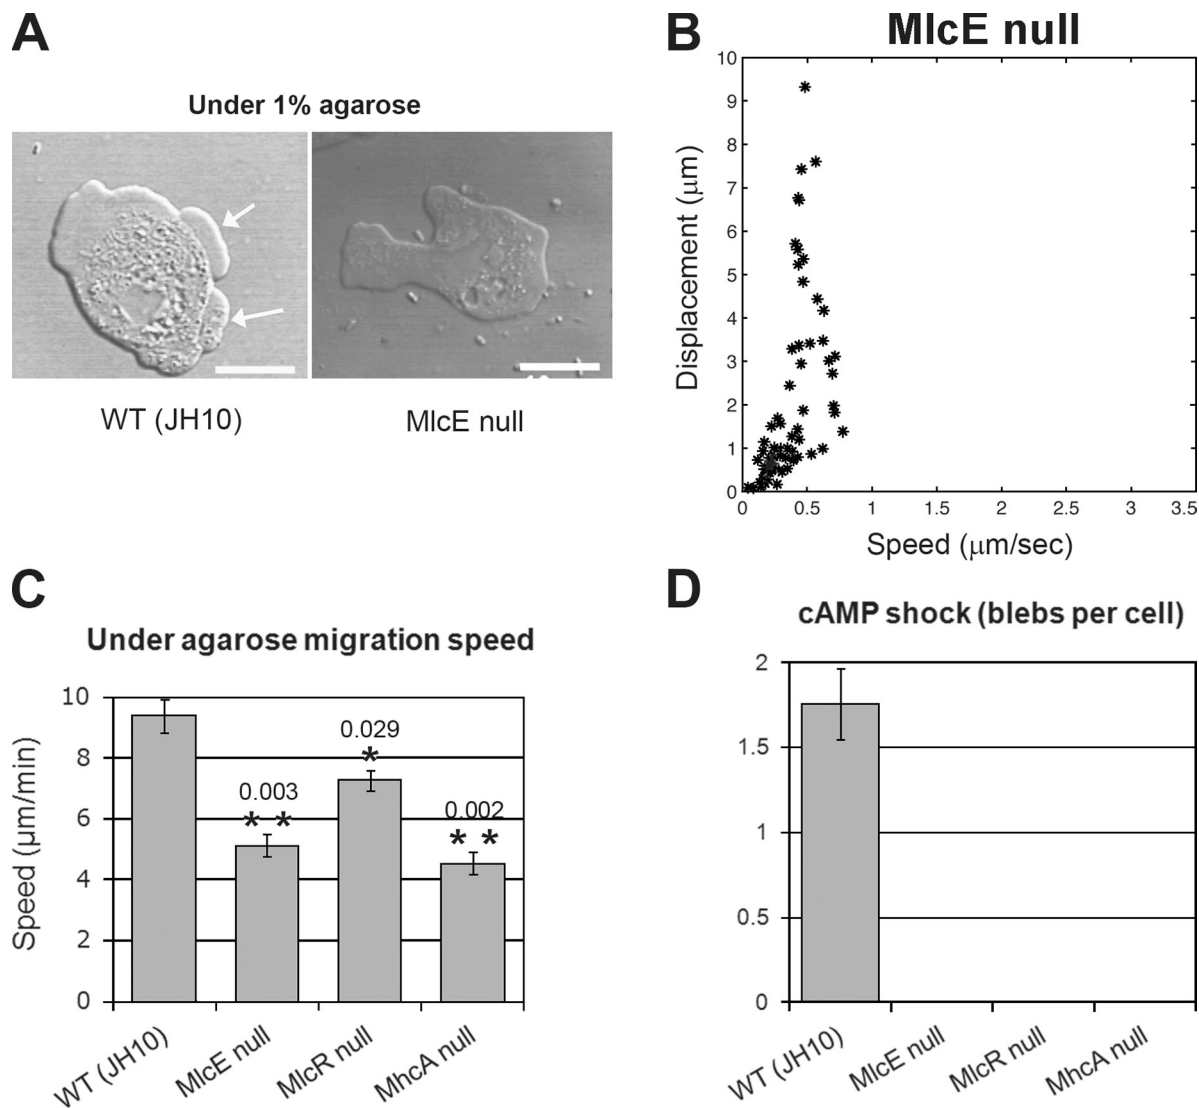 A
Under 1% agarose
WT (JH10)
MlcE null
B
MlcE null
10
9
8
7
6
5
4
3
2
1
0
Displacement (μm)
0 0.5 1 1.5 2 2.5 3 3.5
Speed (μm/sec)
C
Under agarose migration speed
10
8
6
4
2
0
Speed (μm/min)
0.003
**
0.029
*
0.002
**
WT (JH10)
MlcE null
MlcR null
MhcA null
D
cAMP shock (blebs per cell)
2
1.5
1
0.5
0
WT (JH10)
MlcE null
MlcR null
MhcA null